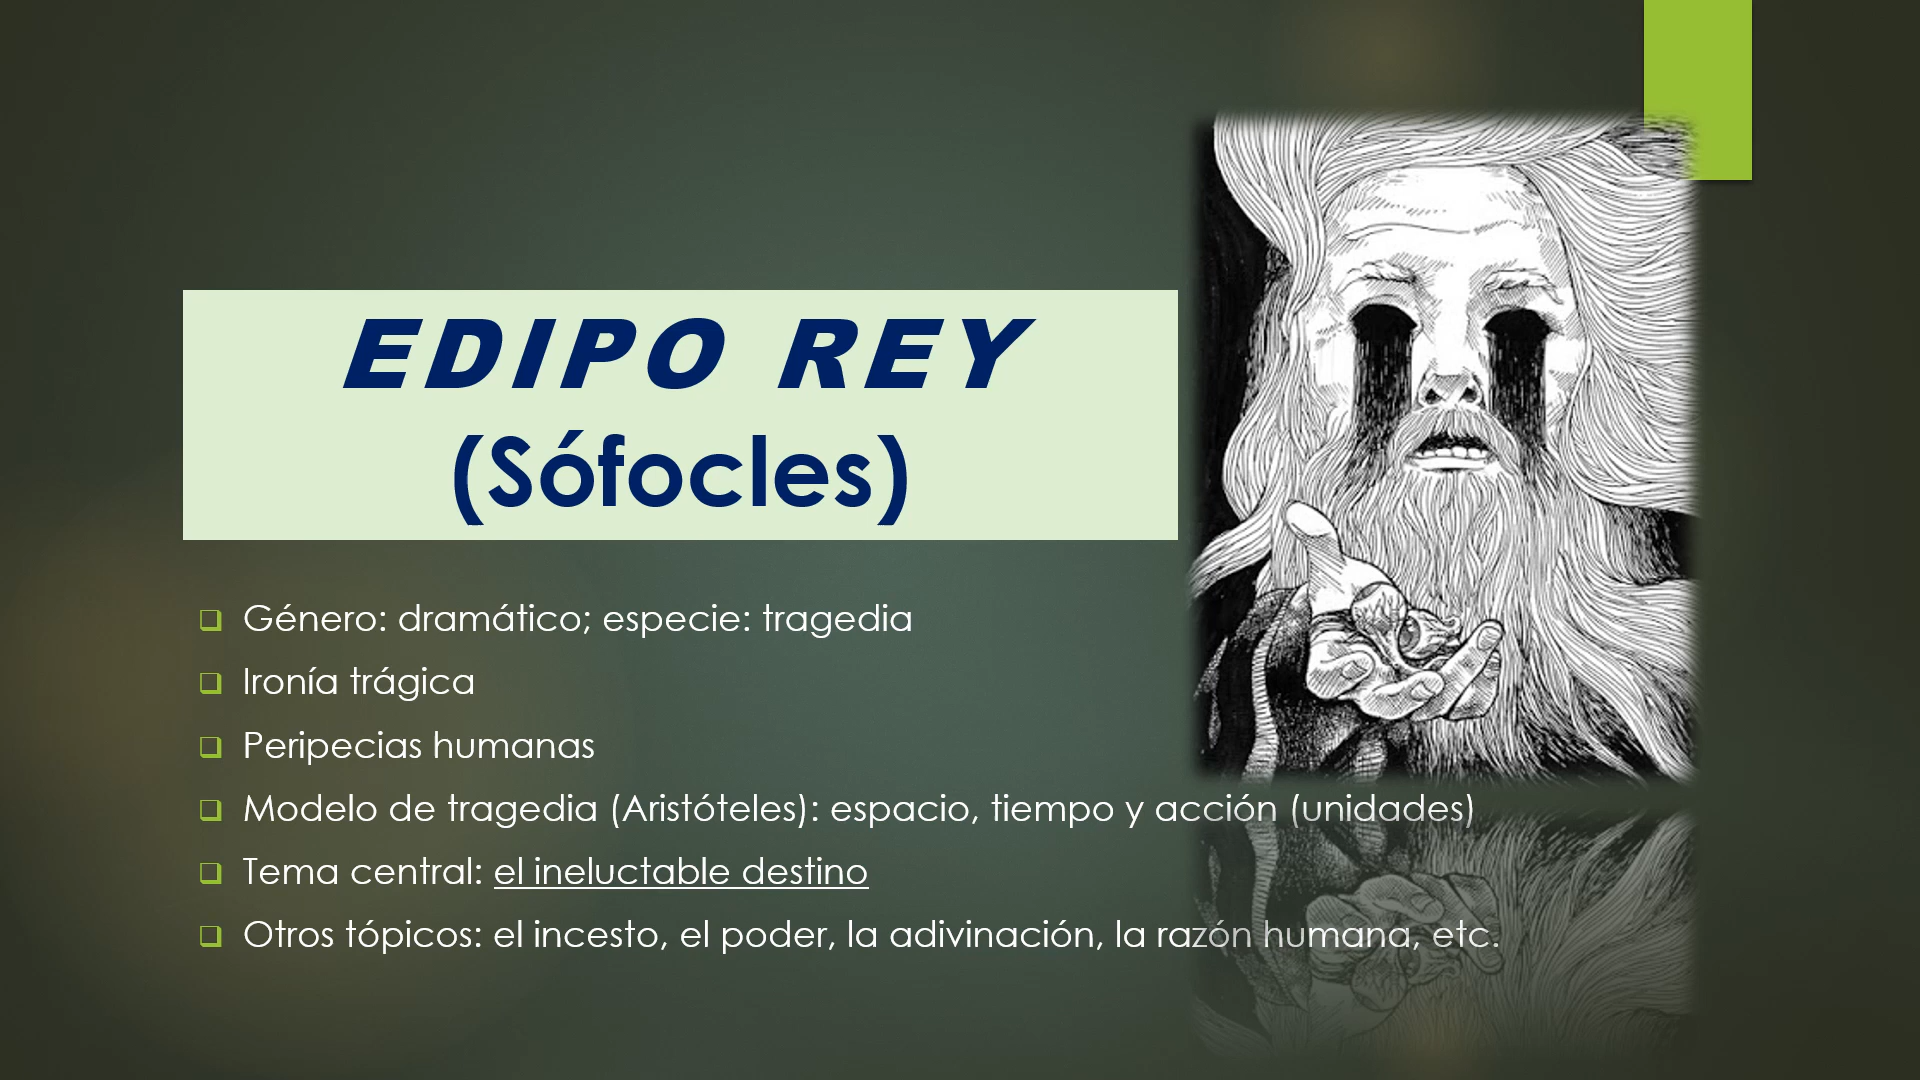 EDIPO REY
(Sófocles)
Género: dramático; especie: tragedia
Ironía trágica
Peripecias humanas
Modelo de tragedia (Aristóteles): espacio, tiempo y acción (unidades)
Tema central: el ineluctable destino
Otros tópicos: el incesto, el poder, la adivinación, la razón humana, etc.